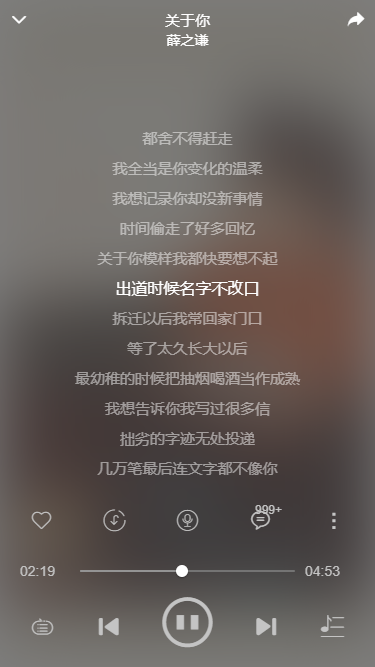 关于你
薛之谦
都舍不得赶走
我全当是你变化的温柔
我想记录你却没新事情
时间偷走了好多回忆
关于你模样我都快要想不起
出道时候名字不改口
拆迁以后我常回家门口
等了太久长大以后
最幼稚的时候把抽烟喝酒当作成熟
我想告诉你我写过很多信
拙劣的字迹无处投递
几万笔最后连文字都不像你
999+
02:19
04:53